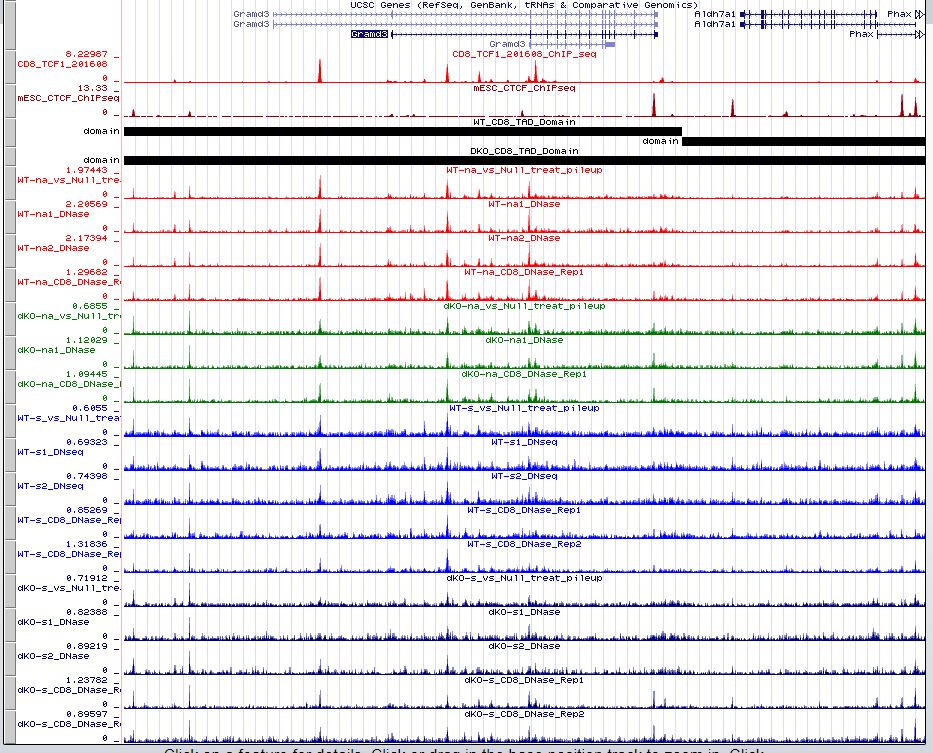 UCSC Genes (RefSeq, GenBank, tRNAs & Comparative Genomics)
Gramd3 Aldh7a1 Phax
Gramd3 Aldh7a1
Gramd3 Phax
Gramd3
8.22987 CD8_TCF1_201608_ChIP_seq
CD8_TCF1_201608
0
13.33 mESC_CTCF_ChIPseq
mESC_CTCF_ChIPseq
0
WT_CD8_TAD_Domain
domain
domain
DKO_CD8_TAD_Domain
domain
1.97443 WT-na_vs_Null_treat_pileup
WT-na_vs_Null_tre
0
2.20569 WT-na1_DNase
WT-na1_DNase
0
2.17394 WT-na2_DNase
WT-na2_DNase
0
1.29682 WT-na_CD8_DNase_Rep1
WT-na_CD8_DNase_Re
0
0.6855 dKO-na_vs_Null_treat_pileup
dKO-na_vs_Null_tr
0
1.12029 dKO-na1_DNase
dKO-na1_DNase
0
1.09445 dKO-na_CD8_DNase_Rep1
dKO-na_CD8_DNase_
0
0.6055 WT-s_vs_Null_treat_pileup
WT-s_vs_Null_trea
0
0.69323 WT-s1_DNseq
WT-s1_DNseq
0
0.74398 WT-s2_DNseq
WT-s2_DNseq
0
0.85269 WT-s_CD8_DNase_Rep1
WT-s_CD8_DNase_Rep
0
1.31836 WT-s_CD8_DNase_Rep2
WT-s_CD8_DNase_Rep
0
0.71912 dKO-s_vs_Null_treat_pileup
dKO-s_vs_Null_tre
0
0.82388 dKO-s1_DNase
dKO-s1_DNase
0
0.89219 dKO-s2_DNase
dKO-s2_DNase
0
1.23782 dKO-s_CD8_DNase_Rep1
dKO-s_CD8_DNase_R
0
0.89597 dKO-s_CD8_DNase_Rep2
dKO-s_CD8_DNase_R
0
Click on a feature for details. Click or drag in the base position track to zoom in. Click